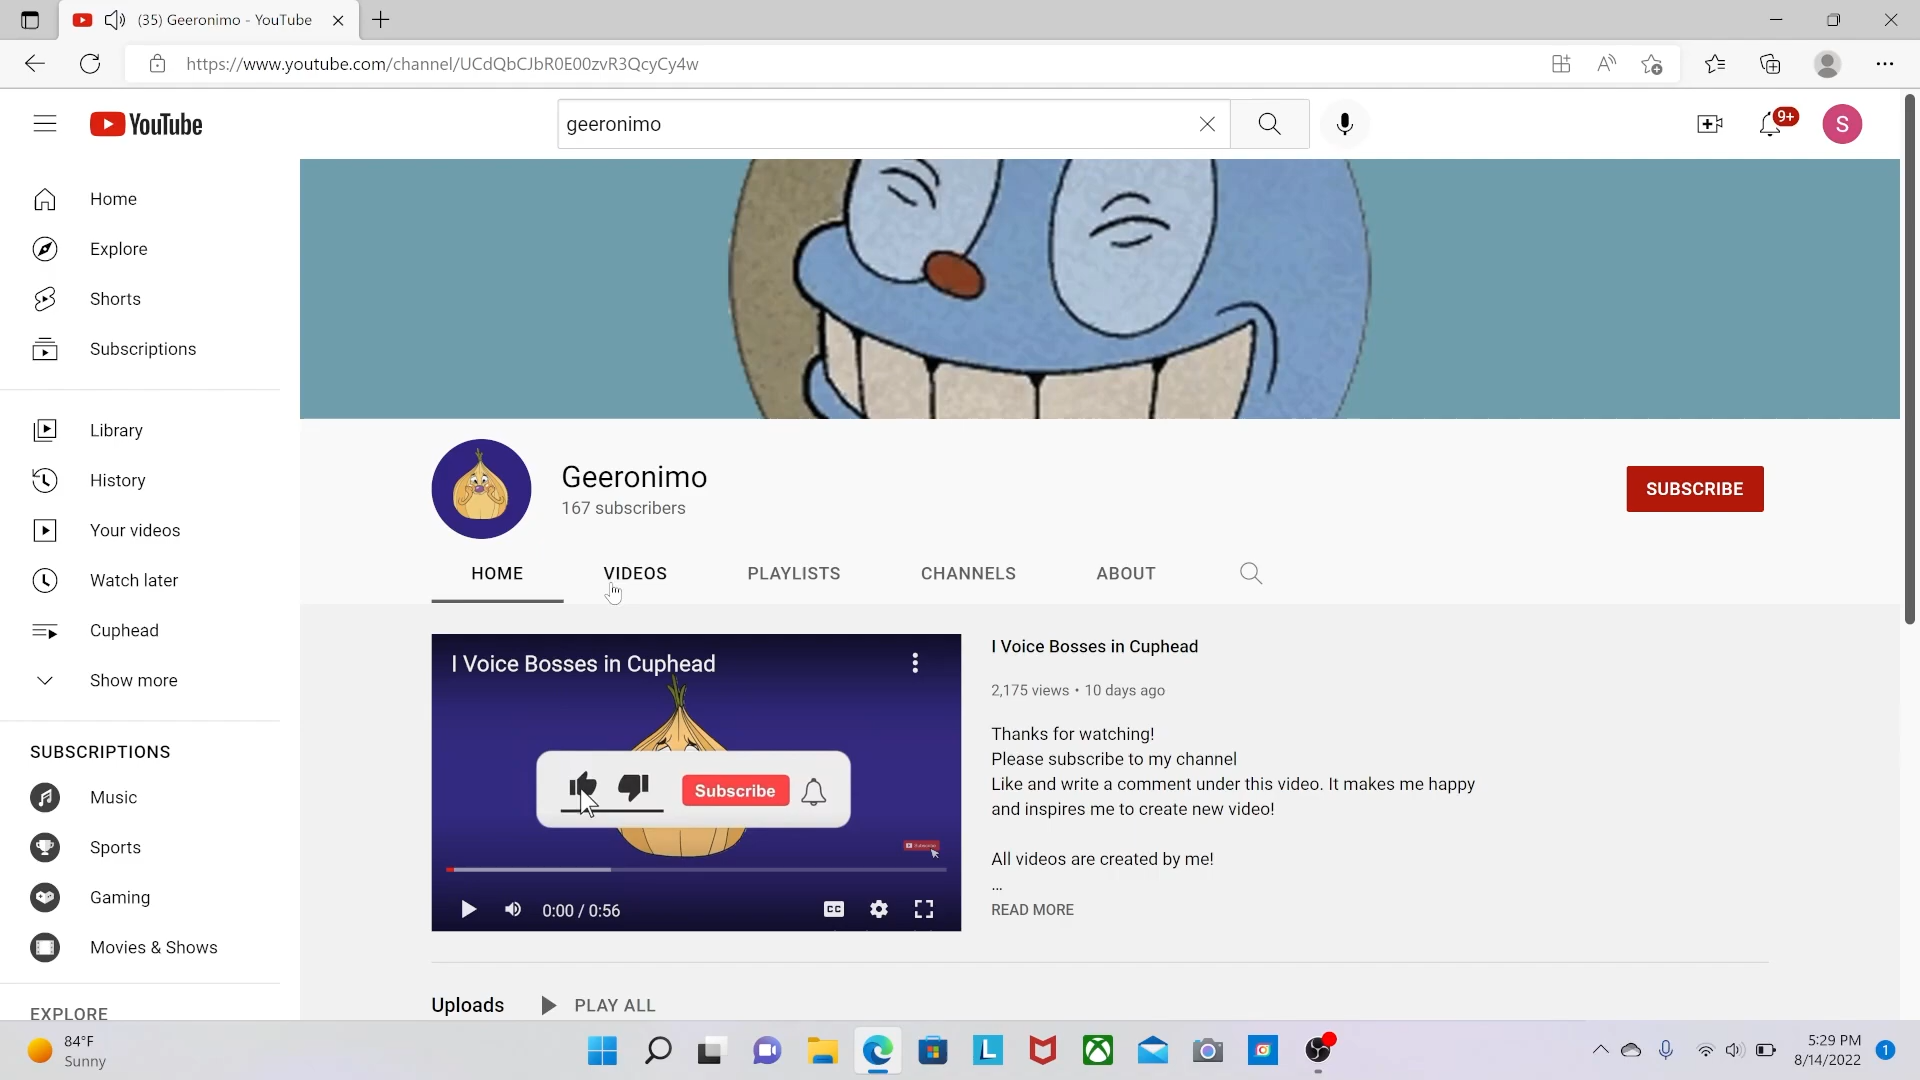 (35) Geeronimo - YouTube
https://www.youtube.com/channel/UCdQbCJbR0E00zvR3QcyCy4w
YouTube
geeronimo
9+
S
Home
Explore
Shorts
Subscriptions
Library
History
Your videos
Watch later
Cuphead
Show more
SUBSCRIPTIONS
Music
Sports
Gaming
Movies & Shows
EXPLORE
Geeronimo
167 subscribers
SUBSCRIBE
HOME VIDEOS PLAYLISTS CHANNELS ABOUT
I Voice Bosses in Cuphead
Subscribe
Subscribe
0:00 / 0:56
CC
I Voice Bosses in Cuphead
2,175 views • 10 days ago
Thanks for watching!
Please subscribe to my channel
Like and write a comment under this video. It makes me happy
and inspires me to create new video!
All videos are created by me!
...
READ MORE
Uploads PLAY ALL
84°F
Sunny
L
5:29 PM
8/14/2022
1